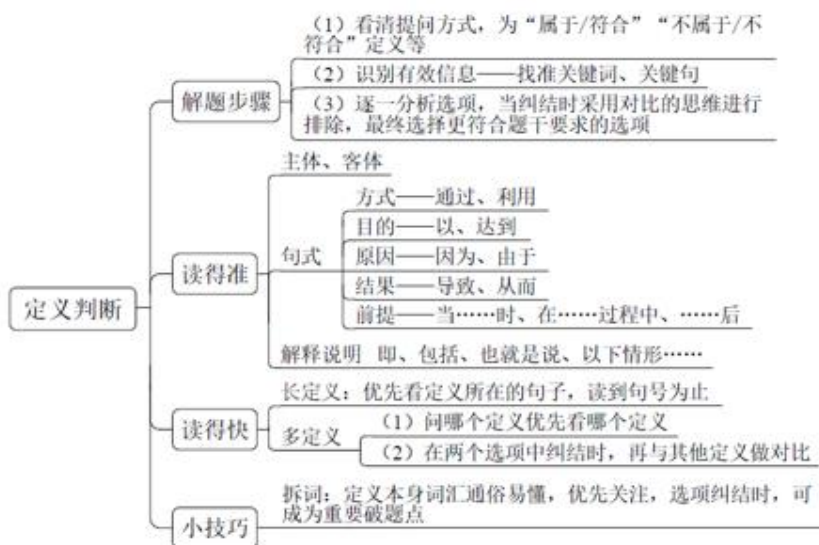 （1）看清提问方式，为“属于/符合”“不属于/不
符合”定义等
解题步骤
（2）识别有效信息——找准关键词、关键句
（3）逐一分析选项，当纠结时采用对比的思维进行
排除，最终选择更符合题干要求的选项
主体、客体
方式——通过、利用
目的——以、达到
句式
原因——因为、由于
读得准
结果——导致、从而
定义判断
前提——当……时、在……过程中、……后
解释说明 即、包括、也就是说、以下情形……
长定义：优先看定义所在的句子，读到句号为止
读得快
多定义
（1）问哪个定义优先看哪个定义
（2）在两个选项中纠结时，再与其他定义做对比
拆词：定义本身词汇通俗易懂，优先关注，选项纠结时，可
成为重要破题点
小技巧